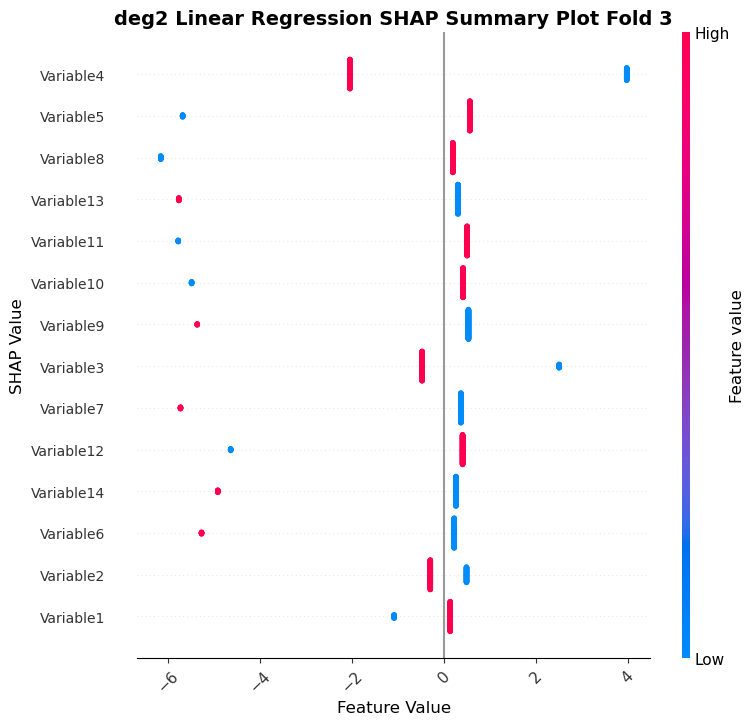 deg2 Linear Regression SHAP Summary Plot Fold 3
High
Variable4
Variable5
Variable8
Variable13
Variable11
Variable10
Variable9
Variable3
Variable7
Variable12
Variable14
Variable6
Variable2
Variable1
SHAP Value
Feature value
Low
−6
−4
−2
0
2
4
Feature Value